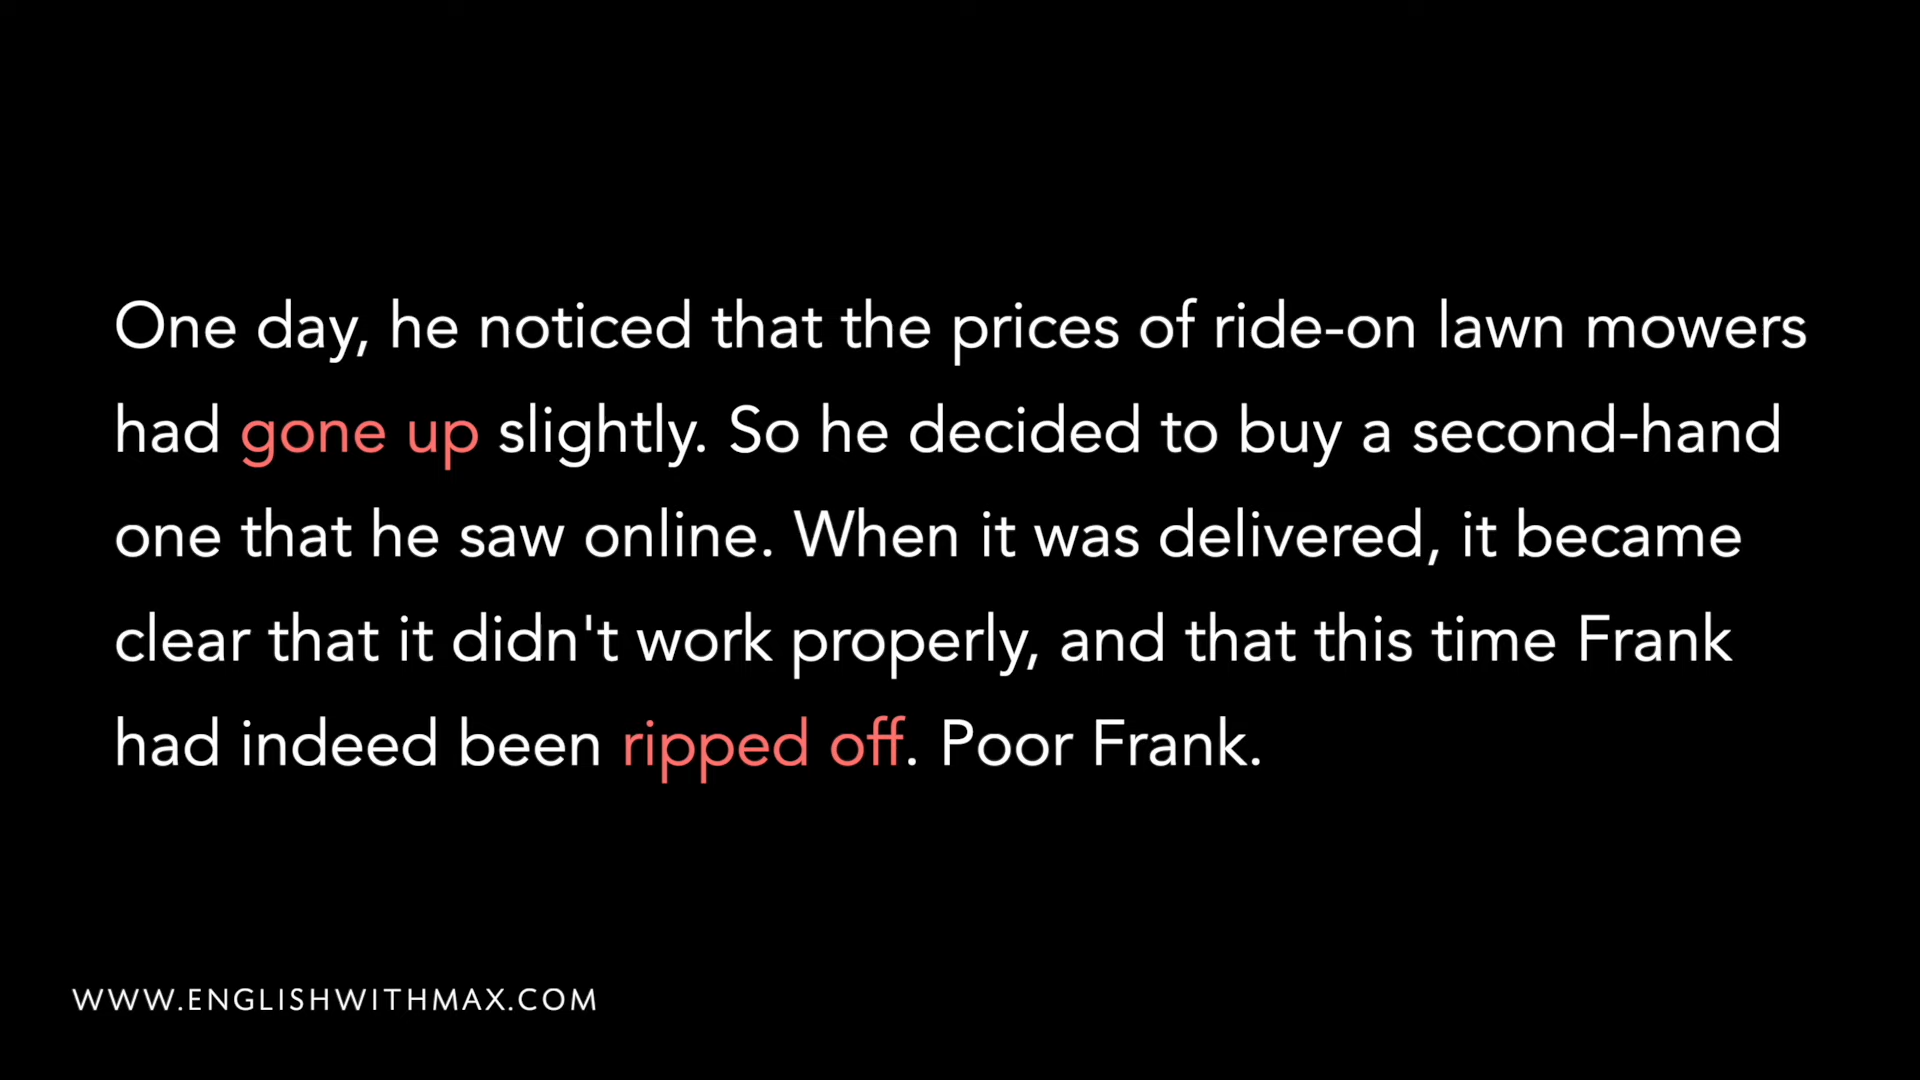 One day, he noticed that the prices of ride-on lawn mowers
had gone up slightly. So he decided to buy a second-hand
one that he saw online. When it was delivered, it became
clear that it didn't work properly, and that this time Frank
had indeed been ripped off. Poor Frank.
WWW.ENGLISHWITHMAX.COM